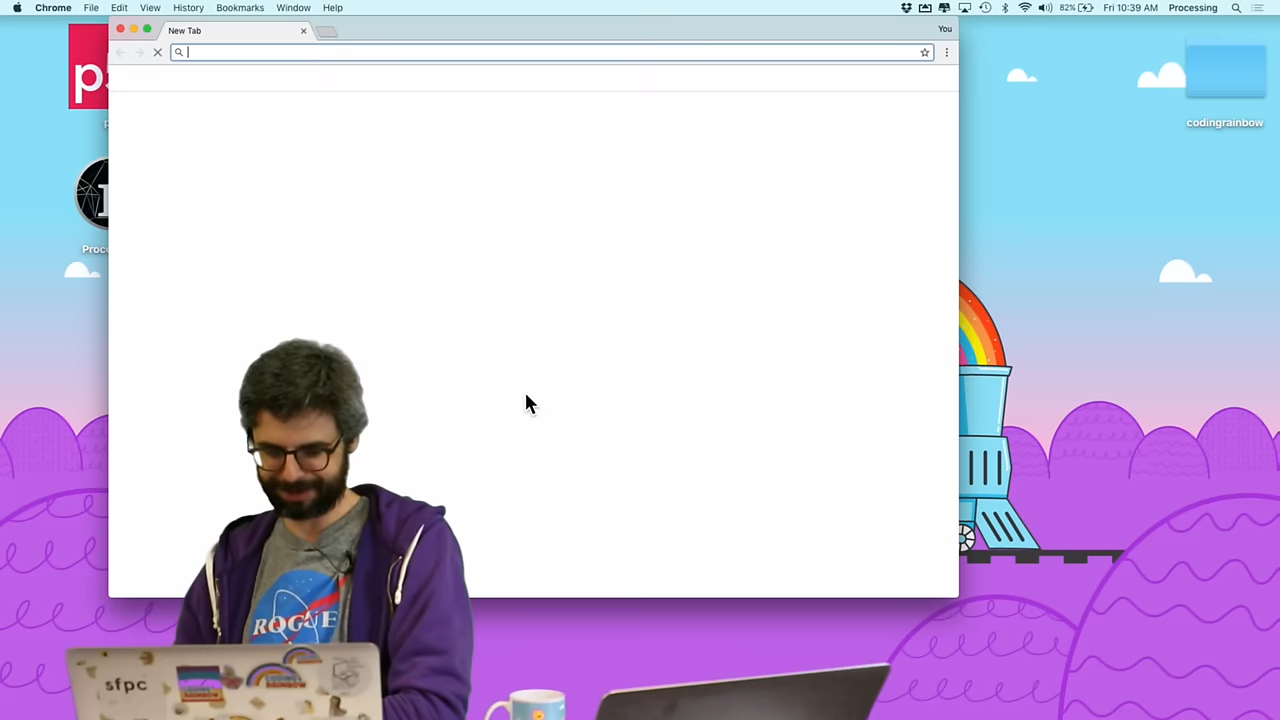 Chrome File Edit View History Bookmarks Window Help 82% Fri 10:39 AM Processing
New Tab
You
codingrainbow
ROGUE
sfpc